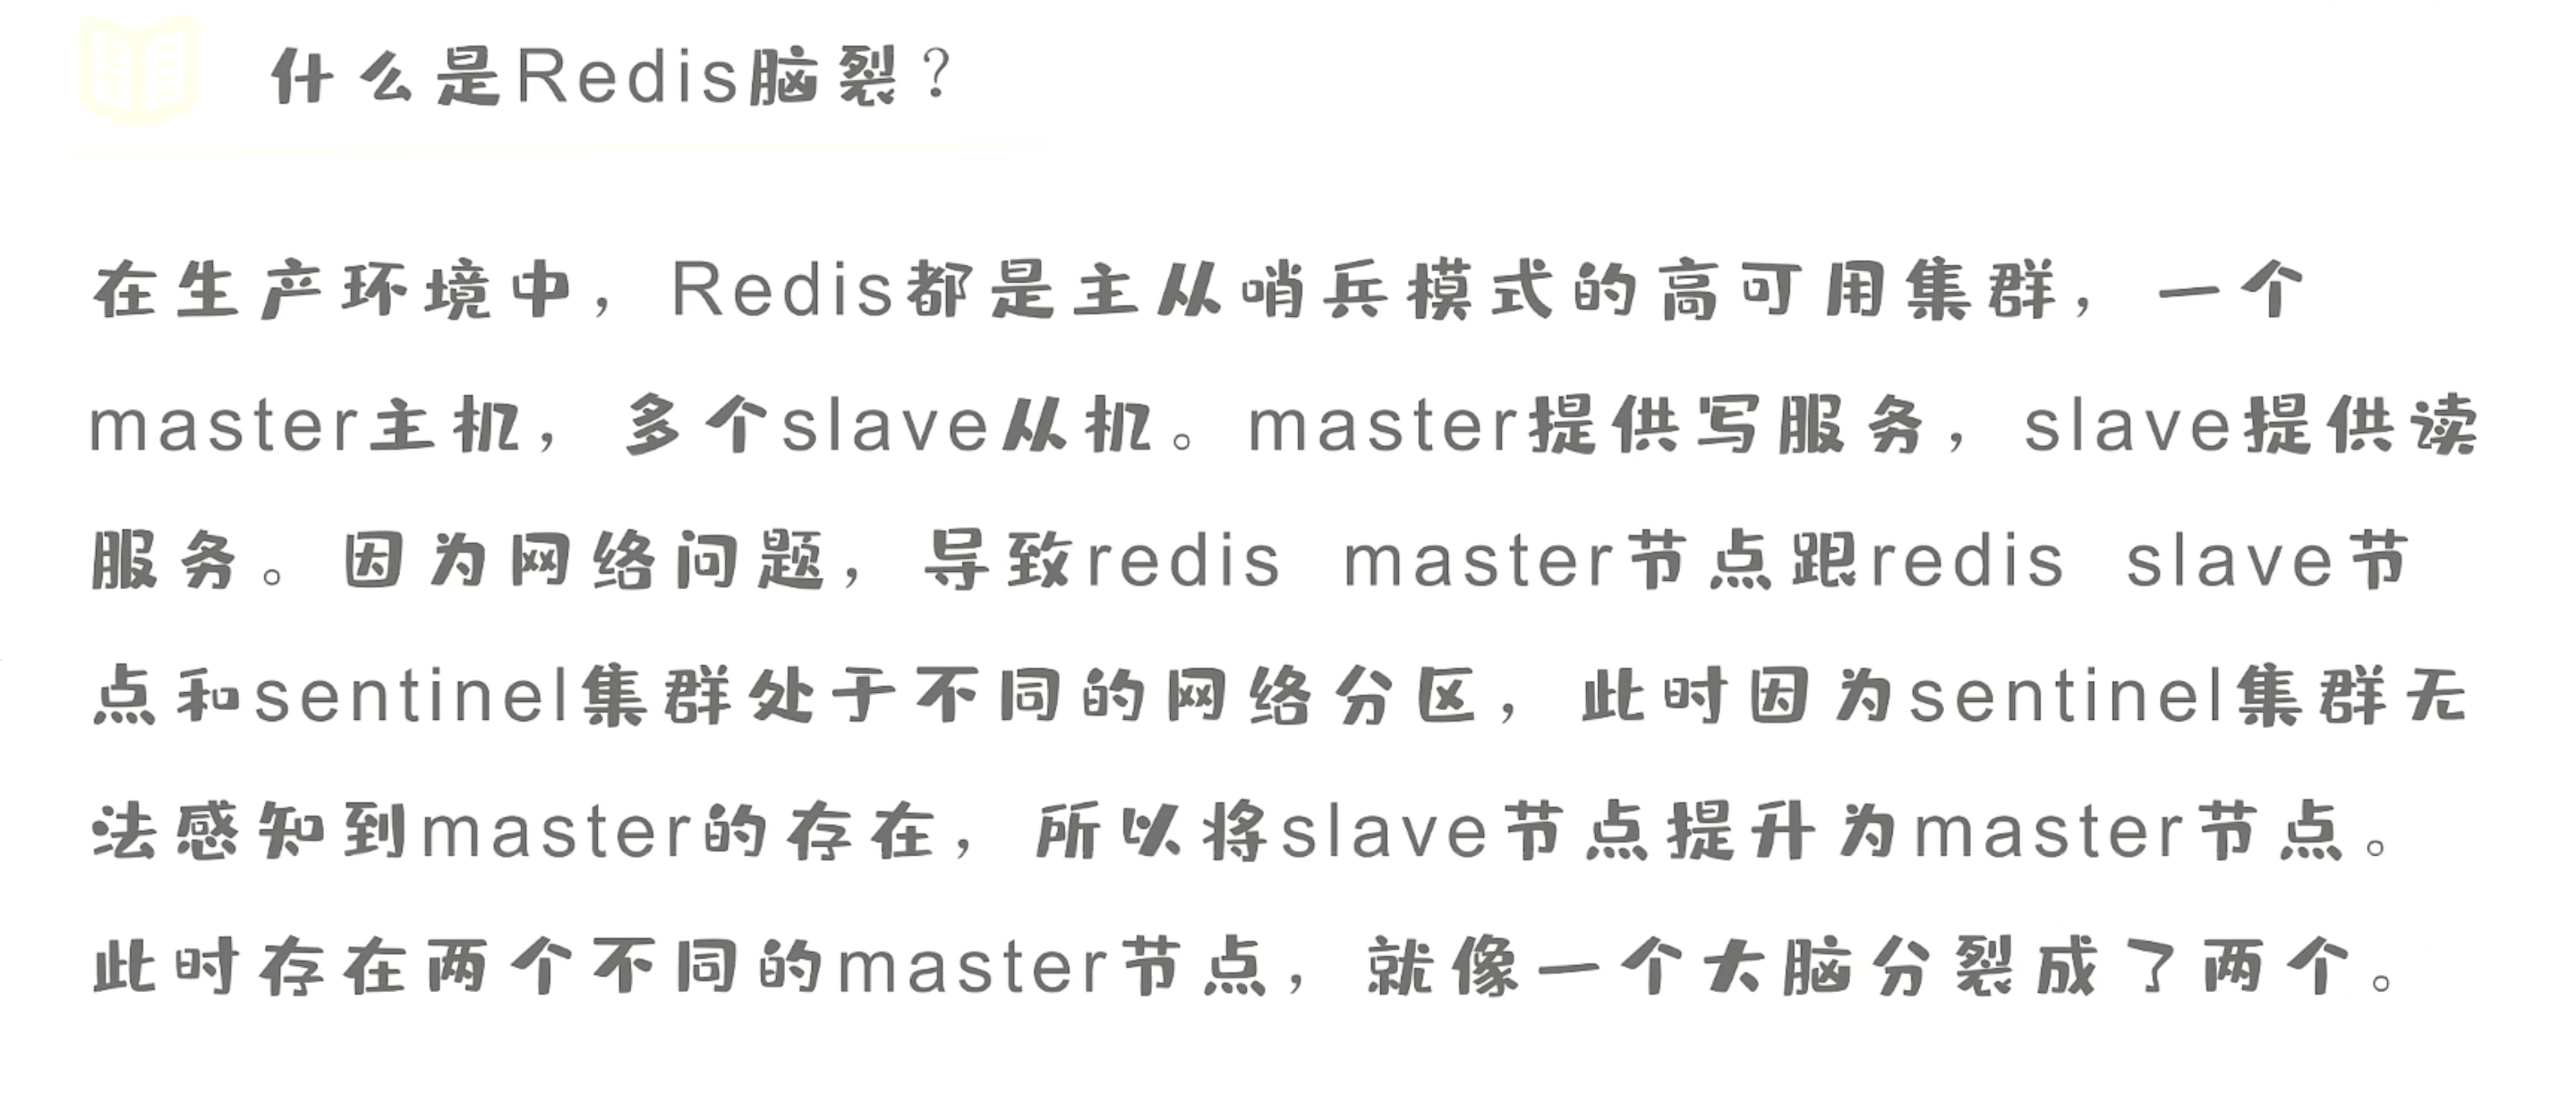 什么是Redis脑裂？
在生产环境中，Redis都是主从哨兵模式的高可用集群，一个
master主机，多个slave从机。master提供写服务，slave提供读
服务。因为网络问题，导致redis master节点跟redis slave节
点和sentinel集群处于不同的网络分区，此时因为sentinel集群无
法感知到master的存在，所以将slave节点提升为master节点。
此时存在两个不同的master节点，就像一个大脑分裂成了两个。